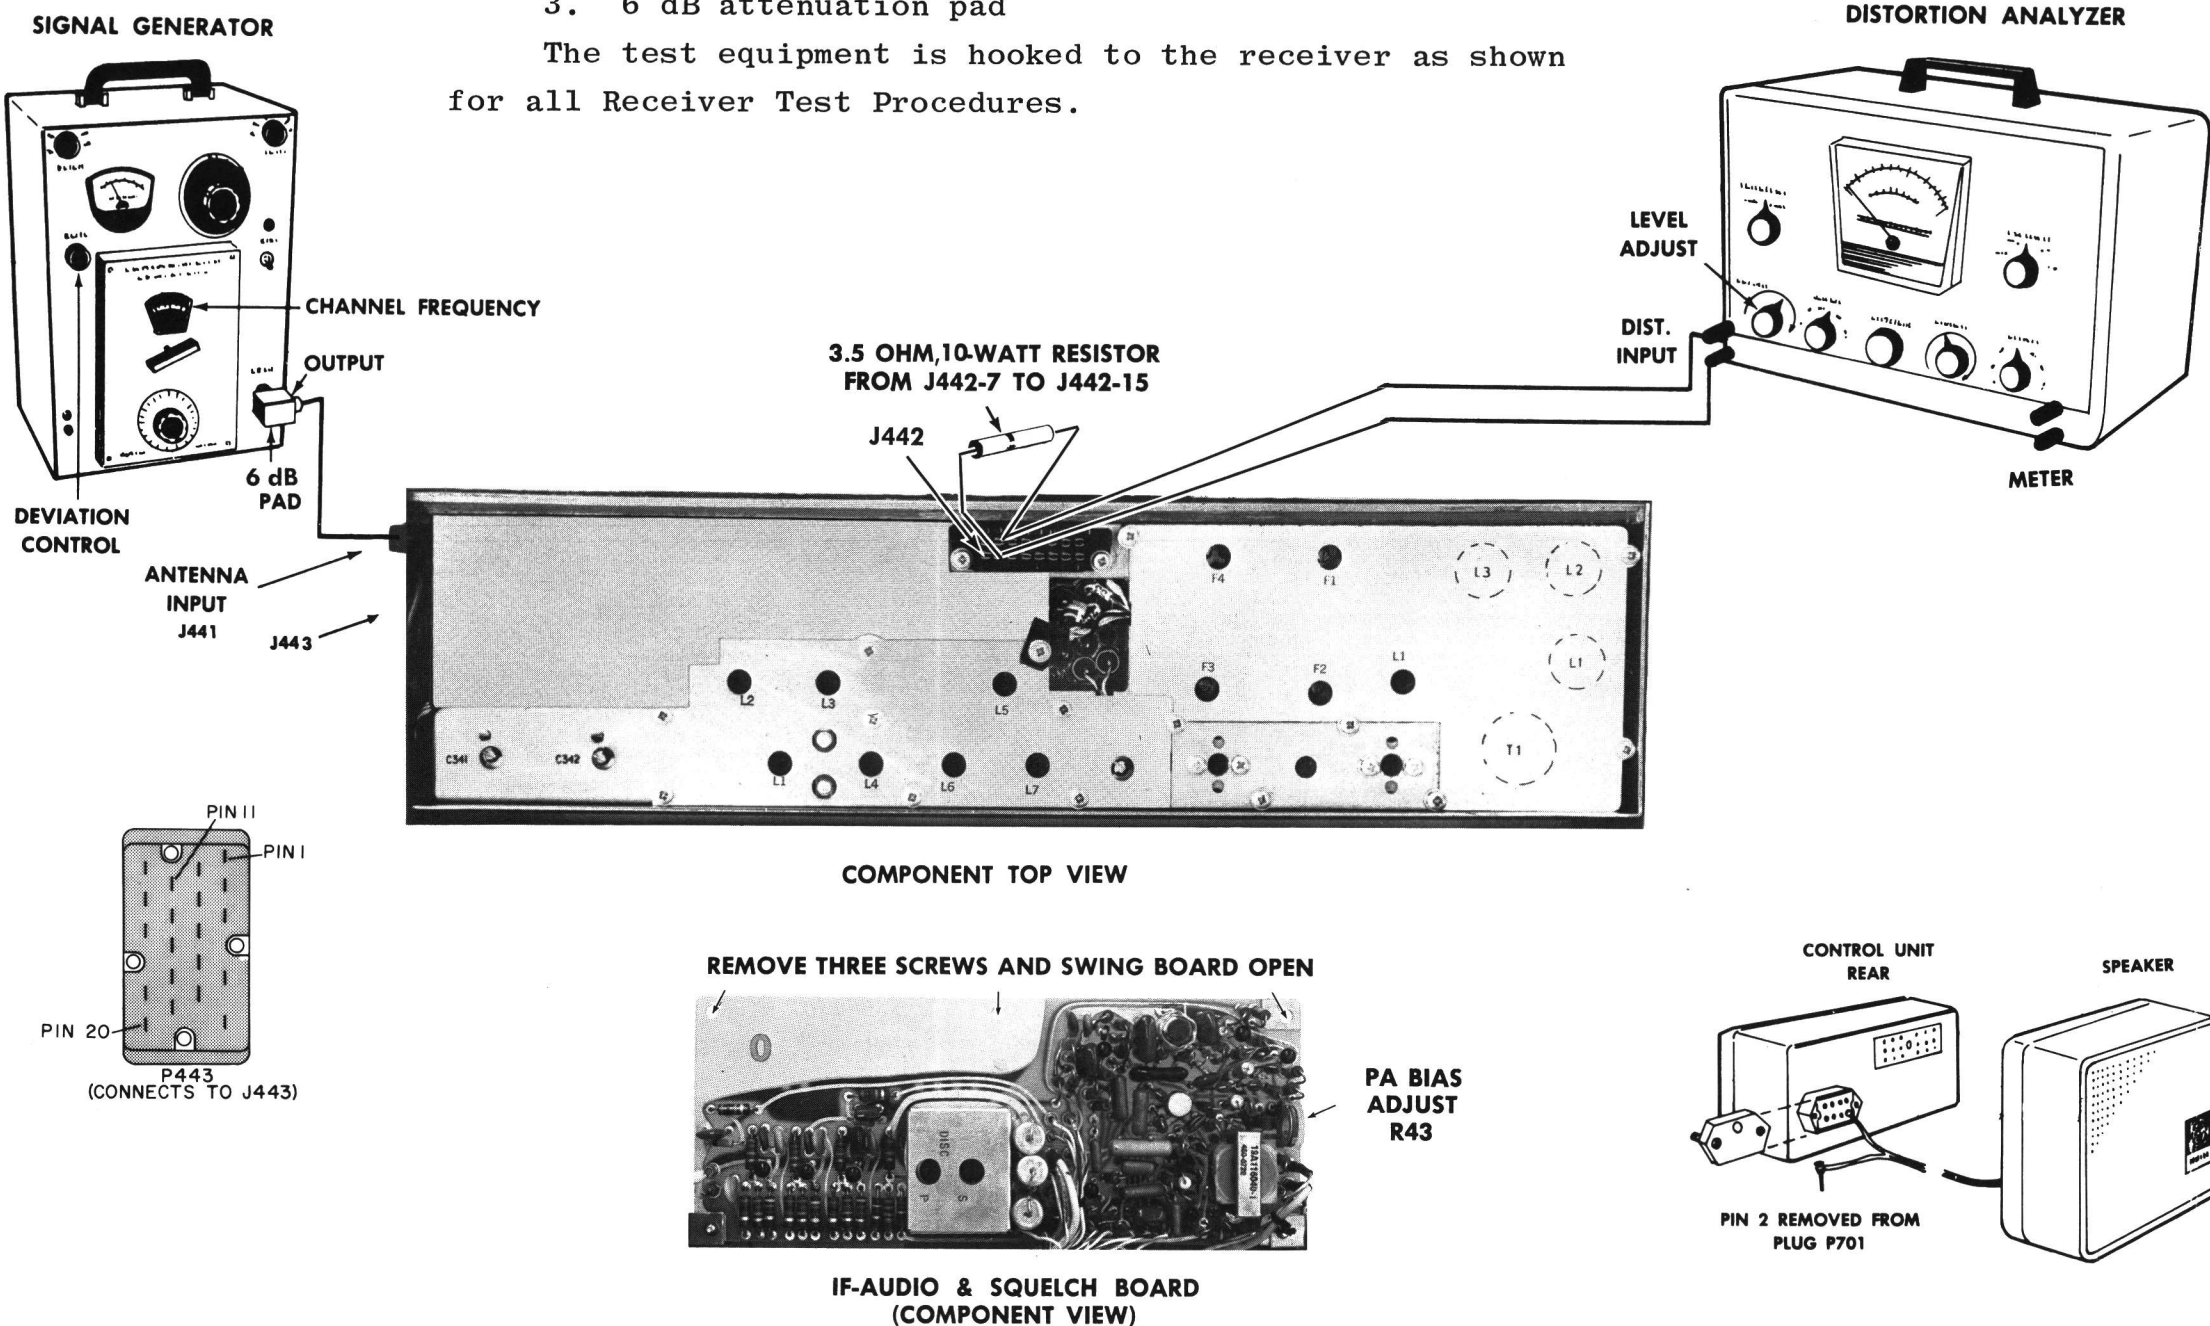 3. 6 dB attenuation pad
The test equipment is hooked to the receiver as shown
for all Receiver Test Procedures.
SIGNAL GENERATOR
DISTORTION ANALYZER
CHANNEL FREQUENCY
OUTPUT
6 dB
PAD
DEVIATION
CONTROL
ANTENNA
INPUT
J441
J443
3.5 OHM,10-WATT RESISTOR
FROM J442-7 TO J442-15
J442
LEVEL
ADJUST
DIST.
INPUT
METER
F4
F1
L3
L2
L1
F3
F2
L1
T1
L2
L3
L5
C341
C342
L1
L4
L6
L7
COMPONENT TOP VIEW
PIN 11
PIN 1
PIN 20
P443
(CONNECTS TO J443)
REMOVE THREE SCREWS AND SWING BOARD OPEN
DISC
P
S
PA BIAS
ADJUST
R43
IF-AUDIO & SQUELCH BOARD
(COMPONENT VIEW)
CONTROL UNIT
REAR
SPEAKER
PIN 2 REMOVED FROM
PLUG P701